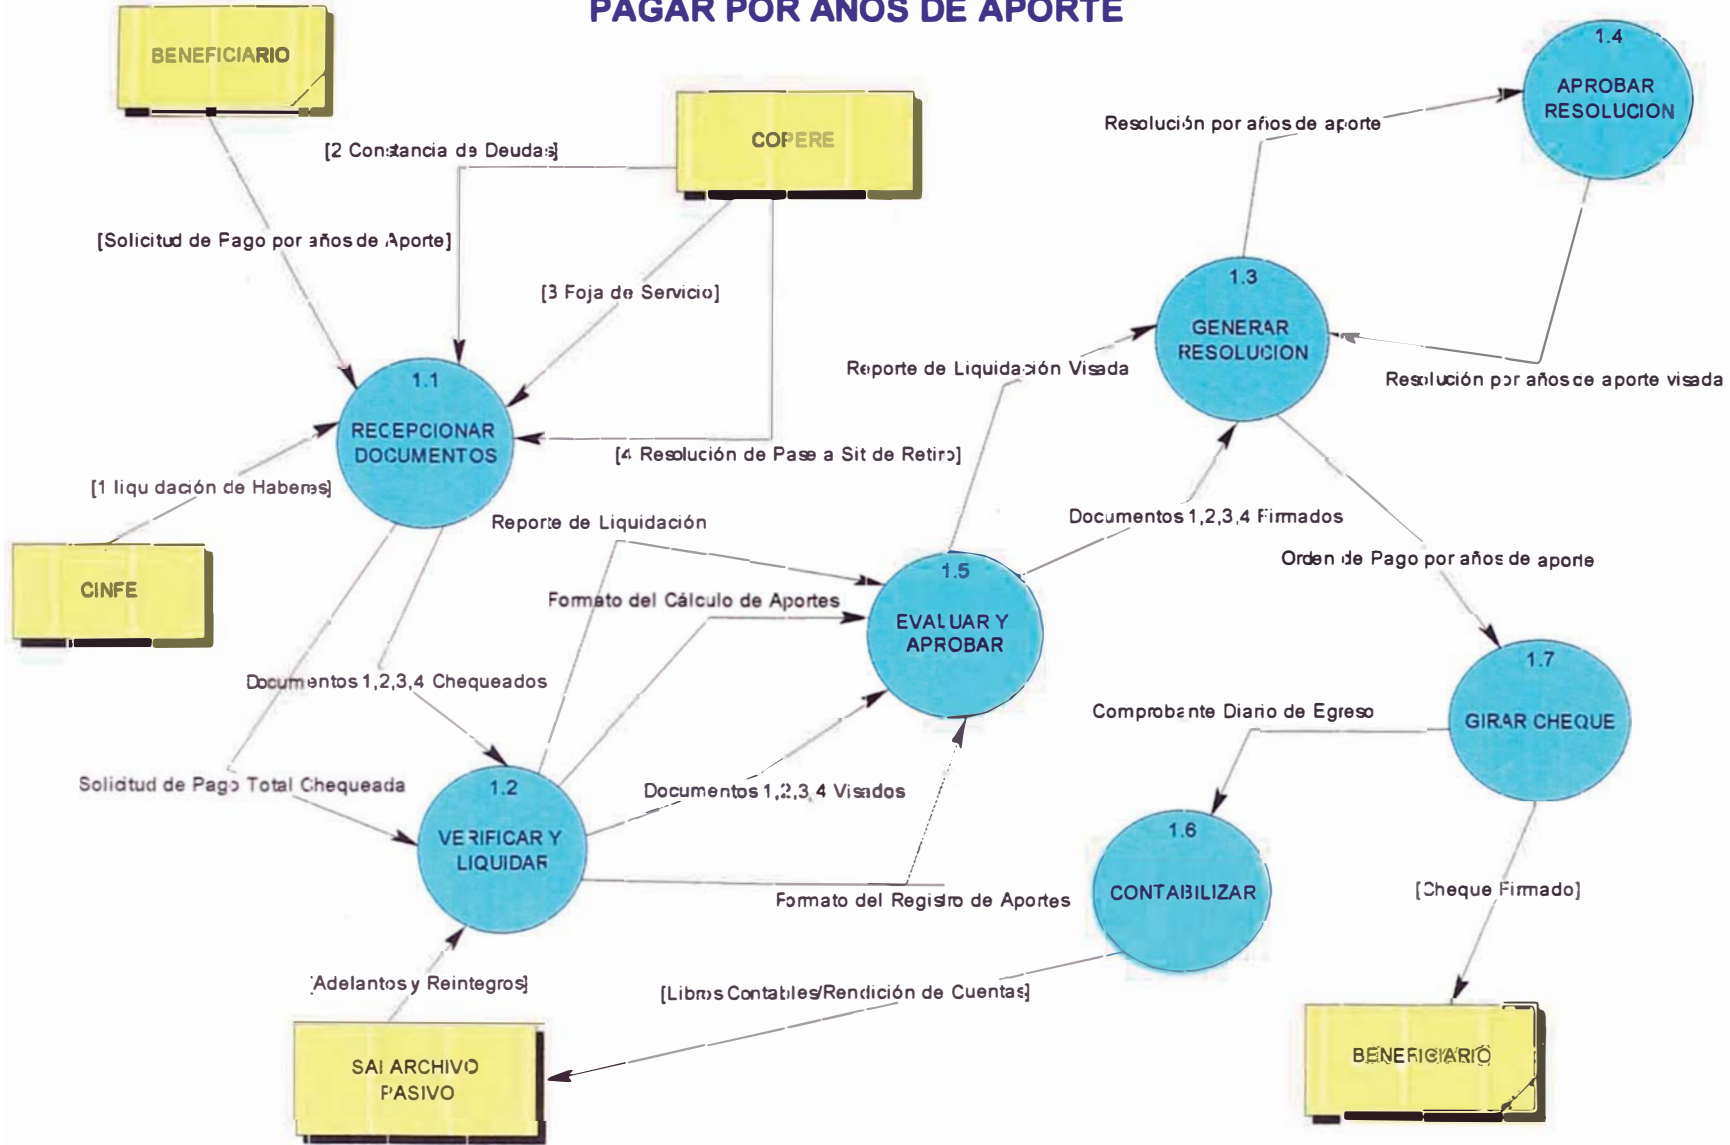 PAGAR POR AÑOS DE APORTE
BENEFICIARIO
COPERE
1.4
APROBAR
RESOLUCION
[2 Constancia de Deudas]
Resolución por años de aporte
[Solicitud de Pago por años de Aporte]
[3 Foja de Servicio]
1.3
GENERAR
RESOLUCION
Reporte de Liquidación Visada
Resolución por años de aporte visada
1.1
RECEPCIONAR
DOCUMENTOS
[4 Resolución de Pase a Sit de Retiro]
[1 liquidación de Haberes]
Reporte de Liquidación
Documentos 1,2,3,4 Firmados
Orden de Pago por años de aporte
CINFE
1.5
EVALUAR Y
APROBAR
Formato del Cálculo de Aportes
Documentos 1,2,3,4 Chequeados
1.7
GIRAR CHEQUE
Comprobante Diario de Egreso
Solicitud de Pago Total Chequeada
1.2
VERIFICAR Y
LIQUIDAR
Documentos 1,2,3,4 Visados
1.6
CONTABILIZAR
Formato del Registro de Aportes
[Cheque Firmado]
[Adelantos y Reintegros]
[Libros Contables/Rendición de Cuentas]
SAI ARCHIVO
PASIVO
BENEFICIARIO